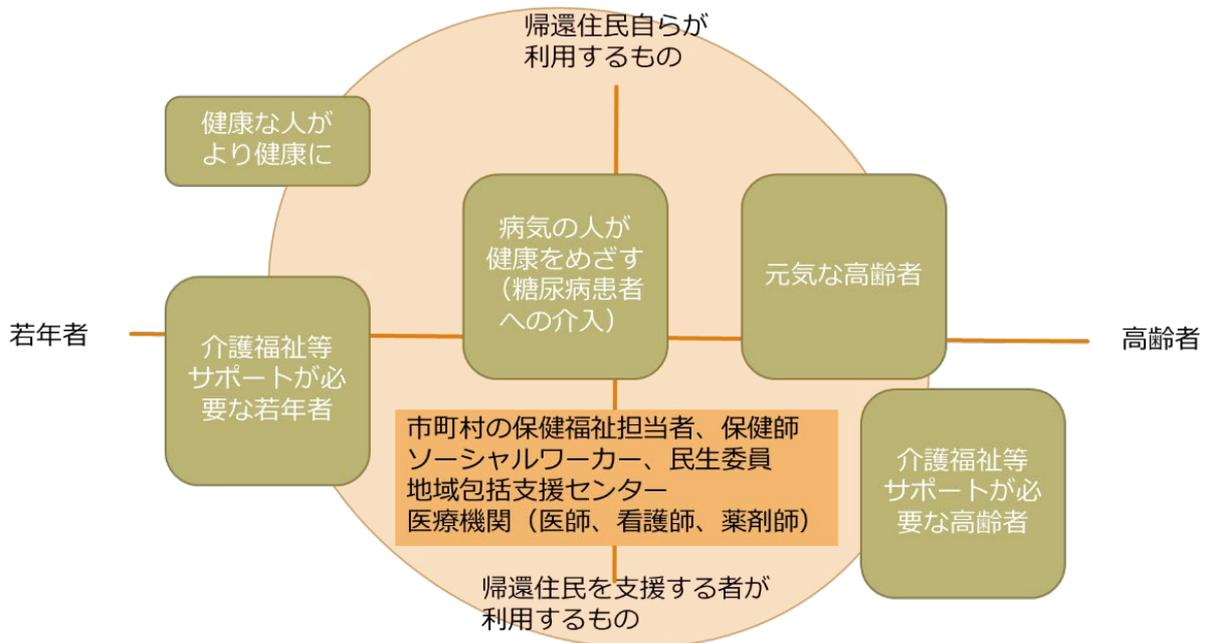 帰還住民自らが
利用するもの
健康な人が
より健康に
病気の人が
健康をめざす
（糖尿病患者
への介入）
元気な高齢者
若年者
高齢者
介護福祉等
サポートが必
要な若年者
市町村の保健福祉担当者、保健師
ソーシャルワーカー、民生委員
地域包括支援センター
医療機関（医師、看護師、薬剤師）
介護福祉等
サポートが必
要な高齢者
帰還住民を支援する者が
利用するもの